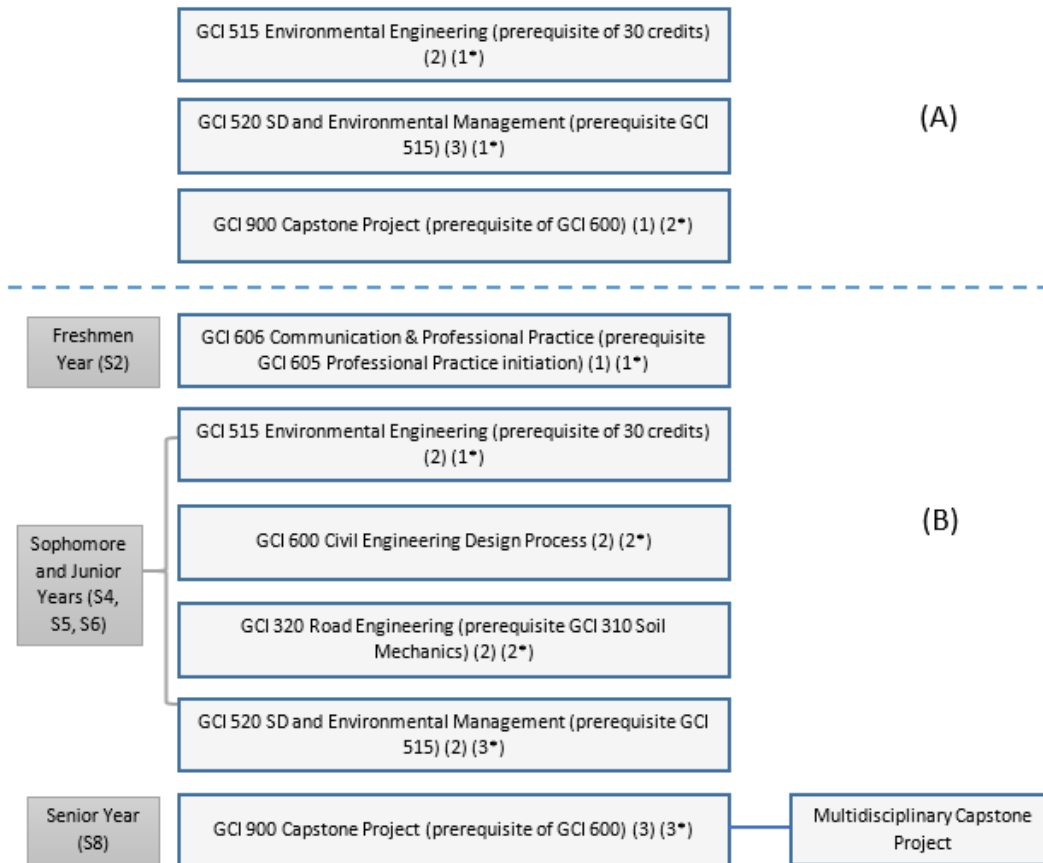 GCI 515 Environmental Engineering (prerequisite of 30 credits)
(2) (1*)
GCI 520 SD and Environmental Management (prerequisite GCI
515) (3) (1*)
(A)
GCI 900 Capstone Project (prerequisite of GCI 600) (1) (2*)
Freshmen
Year (S2)
GCI 606 Communication & Professional Practice (prerequisite
GCI 605 Professional Practice initiation) (1) (1*)
GCI 515 Environmental Engineering (prerequisite of 30 credits)
(2) (1*)
Sophomore
and Junior
Years (S4,
S5, S6)
GCI 600 Civil Engineering Design Process (2) (2*)
(B)
GCI 320 Road Engineering (prerequisite GCI 310 Soil
Mechanics) (2) (2*)
GCI 520 SD and Environmental Management (prerequisite GCI
515) (2) (3*)
Senior Year
(S8)
GCI 900 Capstone Project (prerequisite of GCI 600) (3) (3*)
Multidisciplinary Capstone
Project